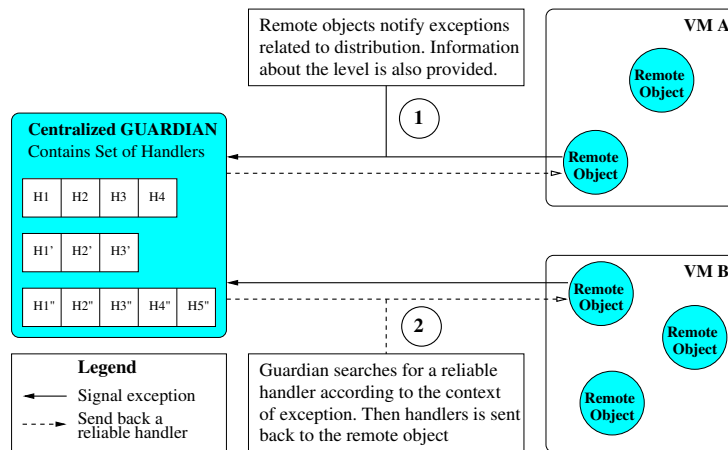 Remote objects notify exceptions
related to distribution. Information
about the level is also provided.
1
VM A
Remote
Object
Remote
Object
Centralized GUARDIAN
Contains Set of Handlers
H1 H2 H3 H4
H1' H2' H3'
H1" H2" H3" H4" H5"
VM B
Remote
Object
Remote
Object
Remote
Object
2
Guardian searches for a reliable
handler according to the context
of exception. Then handlers is sent
back to the remote object
Legend
Signal exception
Send back a
reliable handler